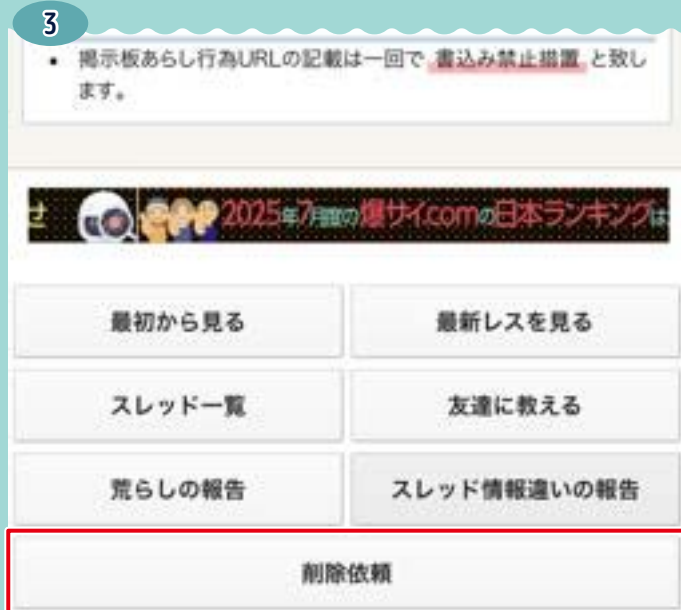 3
• 掲示板あらし行為URLの記載は一回で 書込み禁止措置 と致し
ます。
せ 2025年7月度の爆サイ.comの日本ランキングは
最初から見る 最新レスを見る
スレッド一覧 友達に教える
荒らしの報告 スレッド情報違いの報告
削除依頼